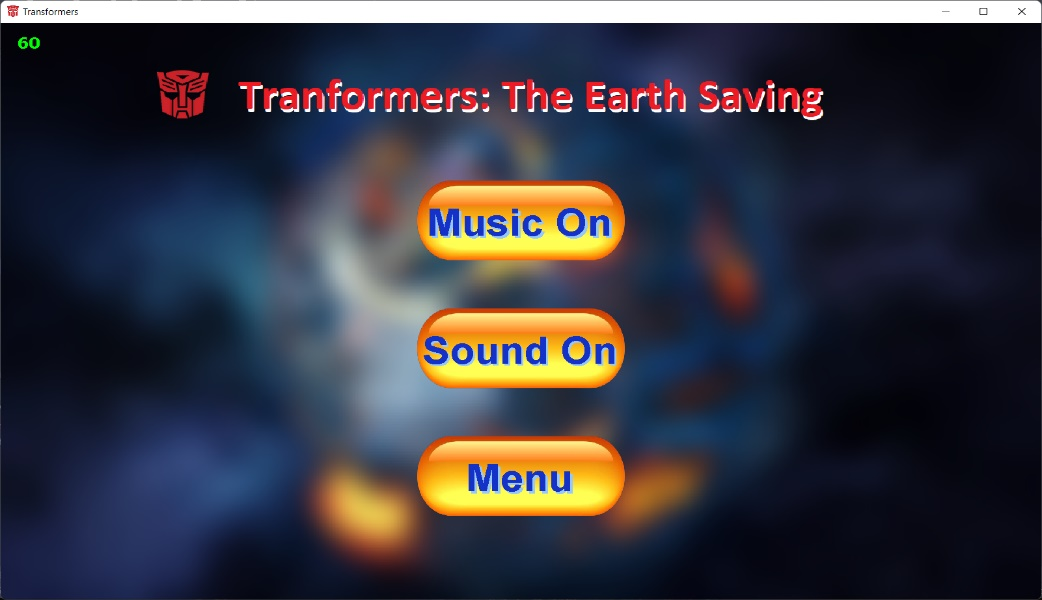 Transformers
60
Tranformers: The Earth Saving
Music On
Sound On
Menu